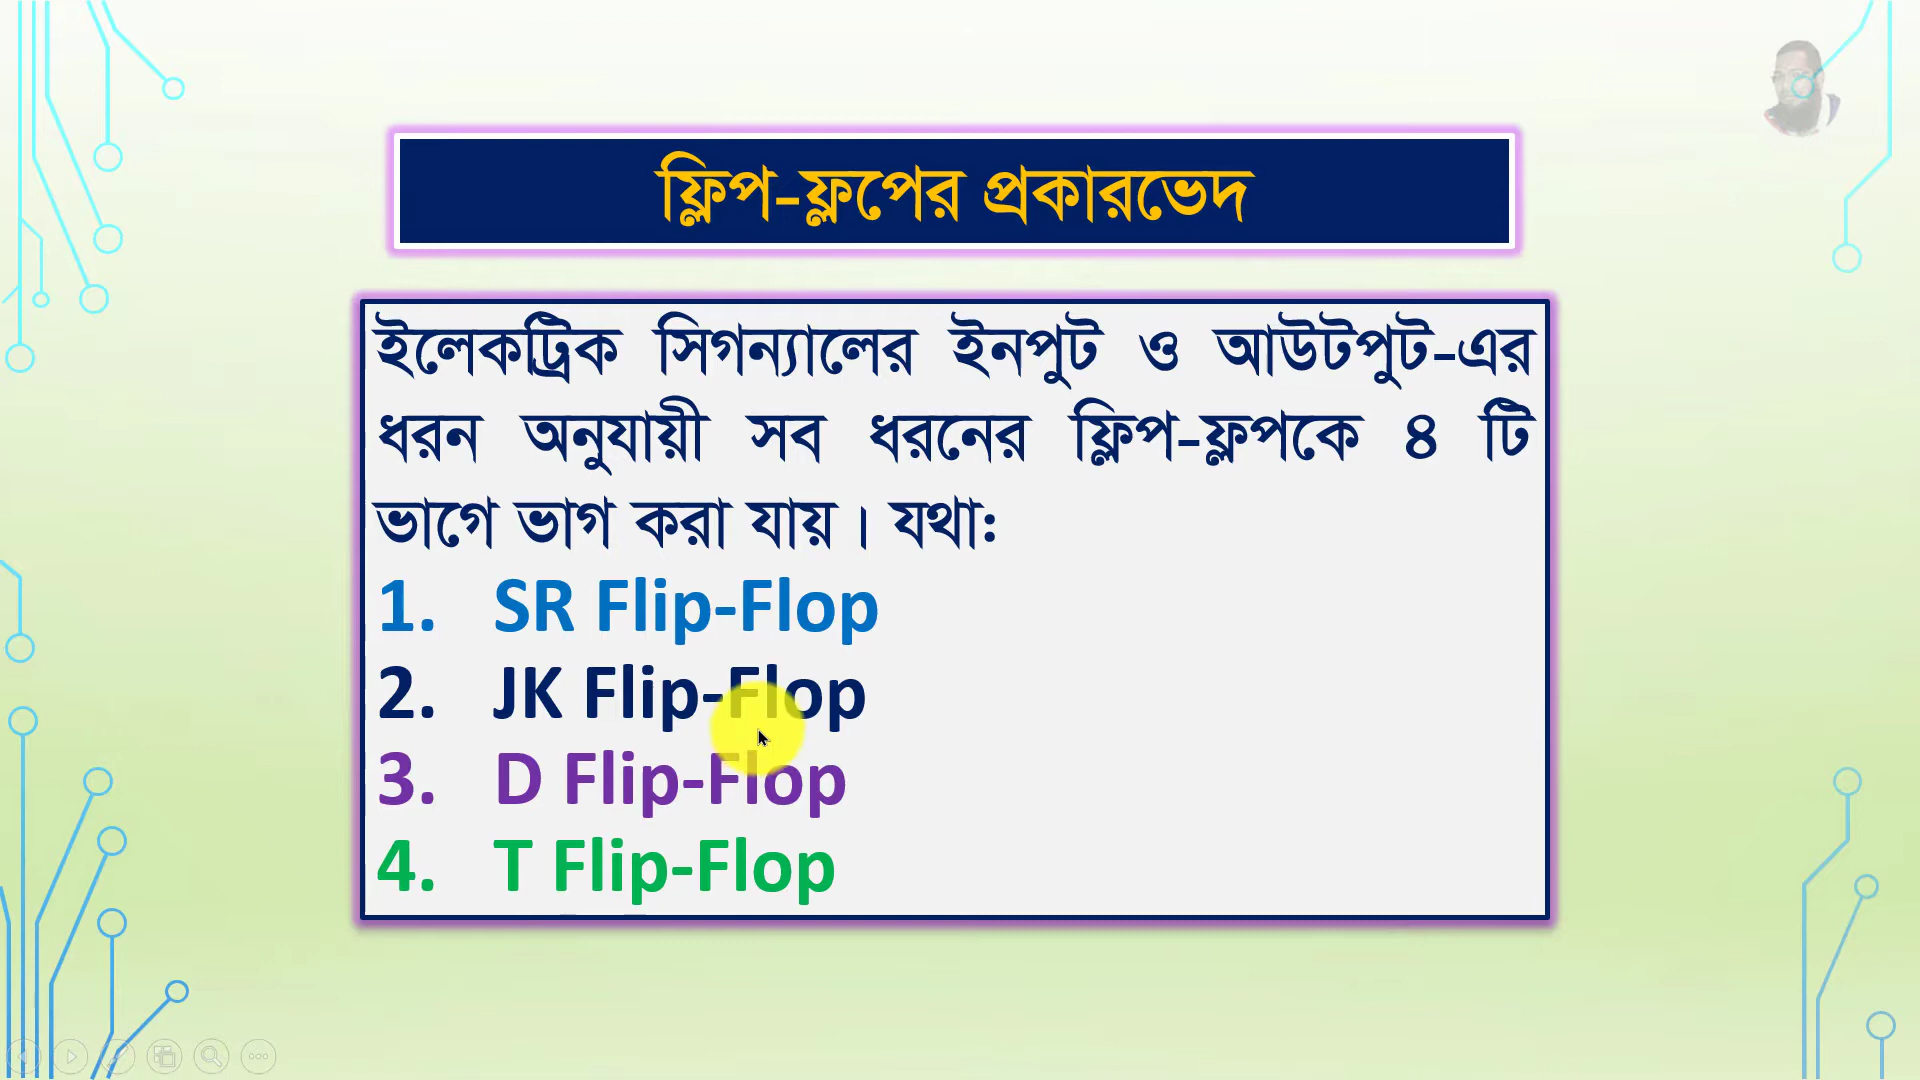 ফ্লিপ-ফ্লপের প্রকারভেদ
ইলেকট্রিক সিগন্যালের ইনপুট ও আউটপুট-এর
ধরন অনুযায়ী সব ধরনের ফ্লিপ-ফ্লপকে ৪ টি
ভাগে ভাগ করা যায়। যথাঃ
1. SR Flip-Flop
2. JK Flip-Flop
3. D Flip-Flop
4. T Flip-Flop